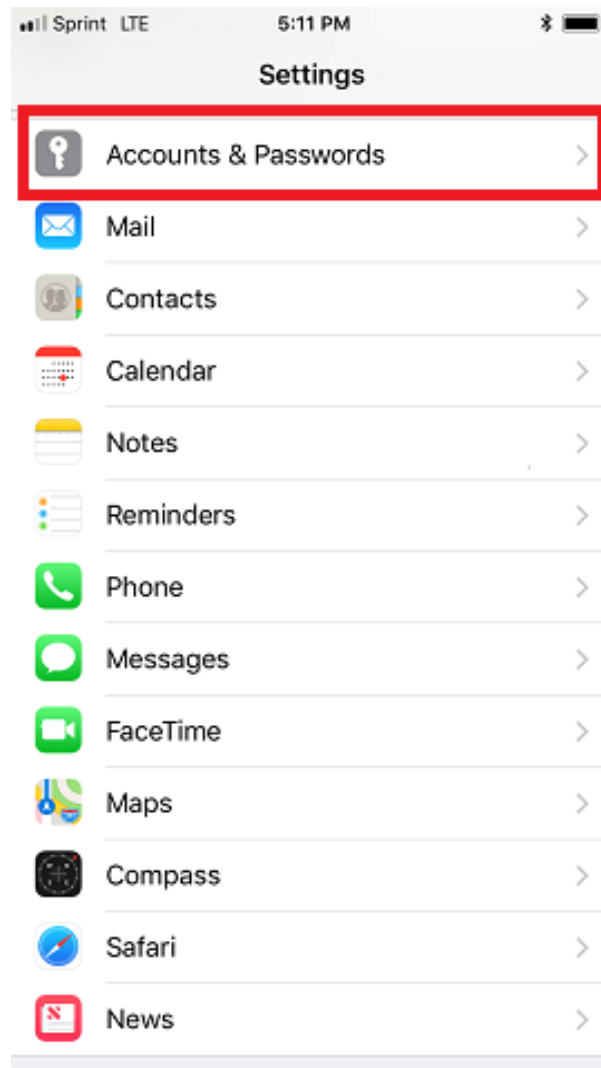 Sprint LTE 5:11 PM
Settings
Accounts & Passwords
Mail
Contacts
Calendar
Notes
Reminders
Phone
Messages
FaceTime
Maps
Compass
Safari
News